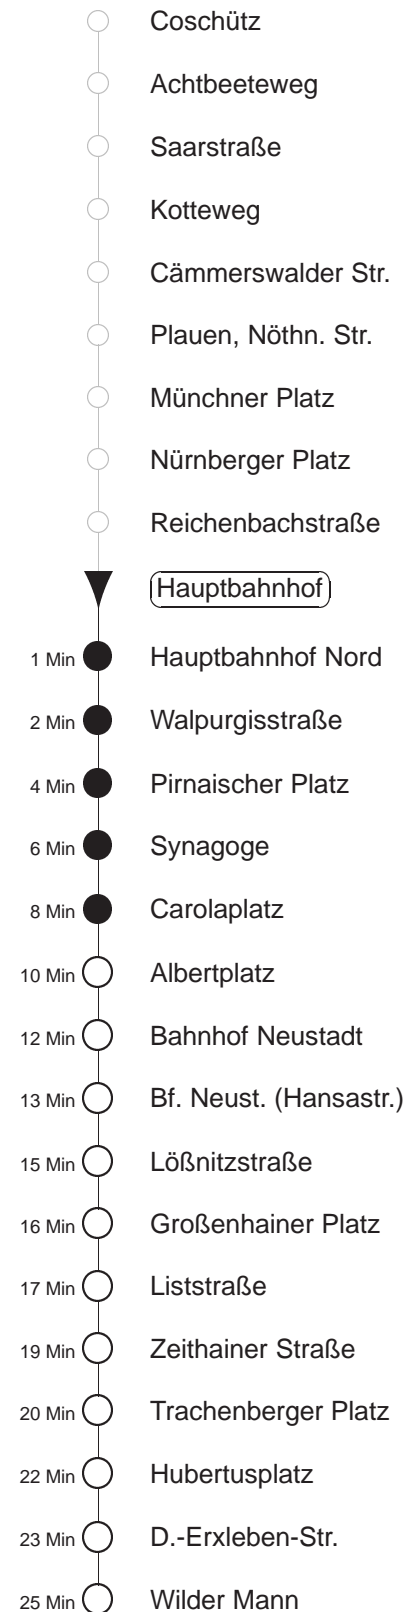 Coschütz
Achtbeeteweg
Saarstraße
Kotteweg
Cämmerswalder Str.
Plauen, Nöthn. Str.
Münchner Platz
Nürnberger Platz
Reichenbachstraße
Hauptbahnhof
1 Min Hauptbahnhof Nord
2 Min Walpurgisstraße
4 Min Pirnaischer Platz
6 Min Synagoge
8 Min Carolaplatz
10 Min Albertplatz
12 Min Bahnhof Neustadt
13 Min Bf. Neust. (Hansastr.)
15 Min Lößnitzstraße
16 Min Großenhainer Platz
17 Min Liststraße
19 Min Zeithainer Straße
20 Min Trachenberger Platz
22 Min Hubertusplatz
23 Min D.-Erxleben-Str.
25 Min Wilder Mann